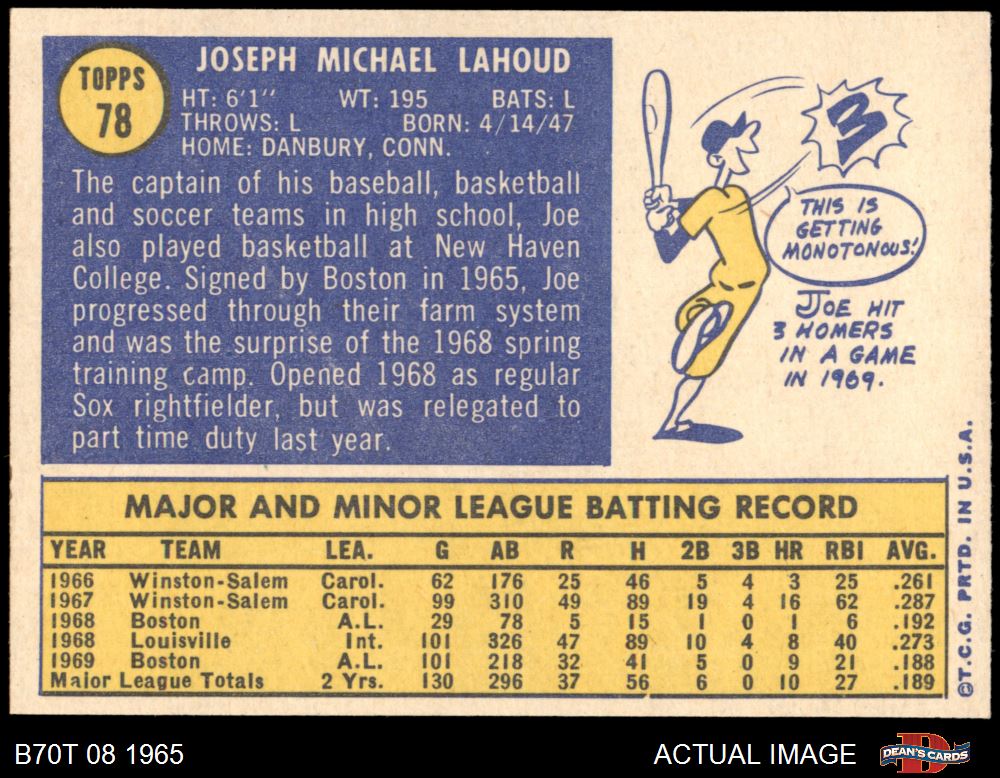 TOPPS
78
JOSEPH MICHAEL LAHOUD
HT: 6'1" WT: 195 BATS: L
THROWS: L BORN: 4/14/47
HOME: DANBURY, CONN.
The captain of his baseball, basketball
and soccer teams in high school, Joe
also played basketball at New Haven
College. Signed by Boston in 1965, Joe
progressed through their farm system
and was the surprise of the 1968 spring
training camp. Opened 1968 as regular
Sox rightfielder, but was relegated to
part time duty last year.
3
THIS IS
GETTING
MONOTONOUS!
JOE HIT
3 HOMERS
IN A GAME
IN 1969.
MAJOR AND MINOR LEAGUE BATTING RECORD
YEAR TEAM LEA. G AB R H 2B 3B HR RBI AVG.
1966 Winston-Salem Carol. 62 176 25 46 5 4 3 25 .261
1967 Winston-Salem Carol. 99 310 49 89 19 4 16 62 .287
1968 Boston A.L. 29 78 5 15 1 0 1 6 .192
1968 Louisville Int. 101 326 47 89 10 4 8 40 .273
1969 Boston A.L. 101 218 32 41 5 0 9 21 .188
Major League Totals 2 Yrs. 130 296 37 56 6 0 10 27 .189
©T.C.G. PRTD. IN U.S.A.
B70T 08 1965 ACTUAL IMAGE
D
DEAN'S CARDS